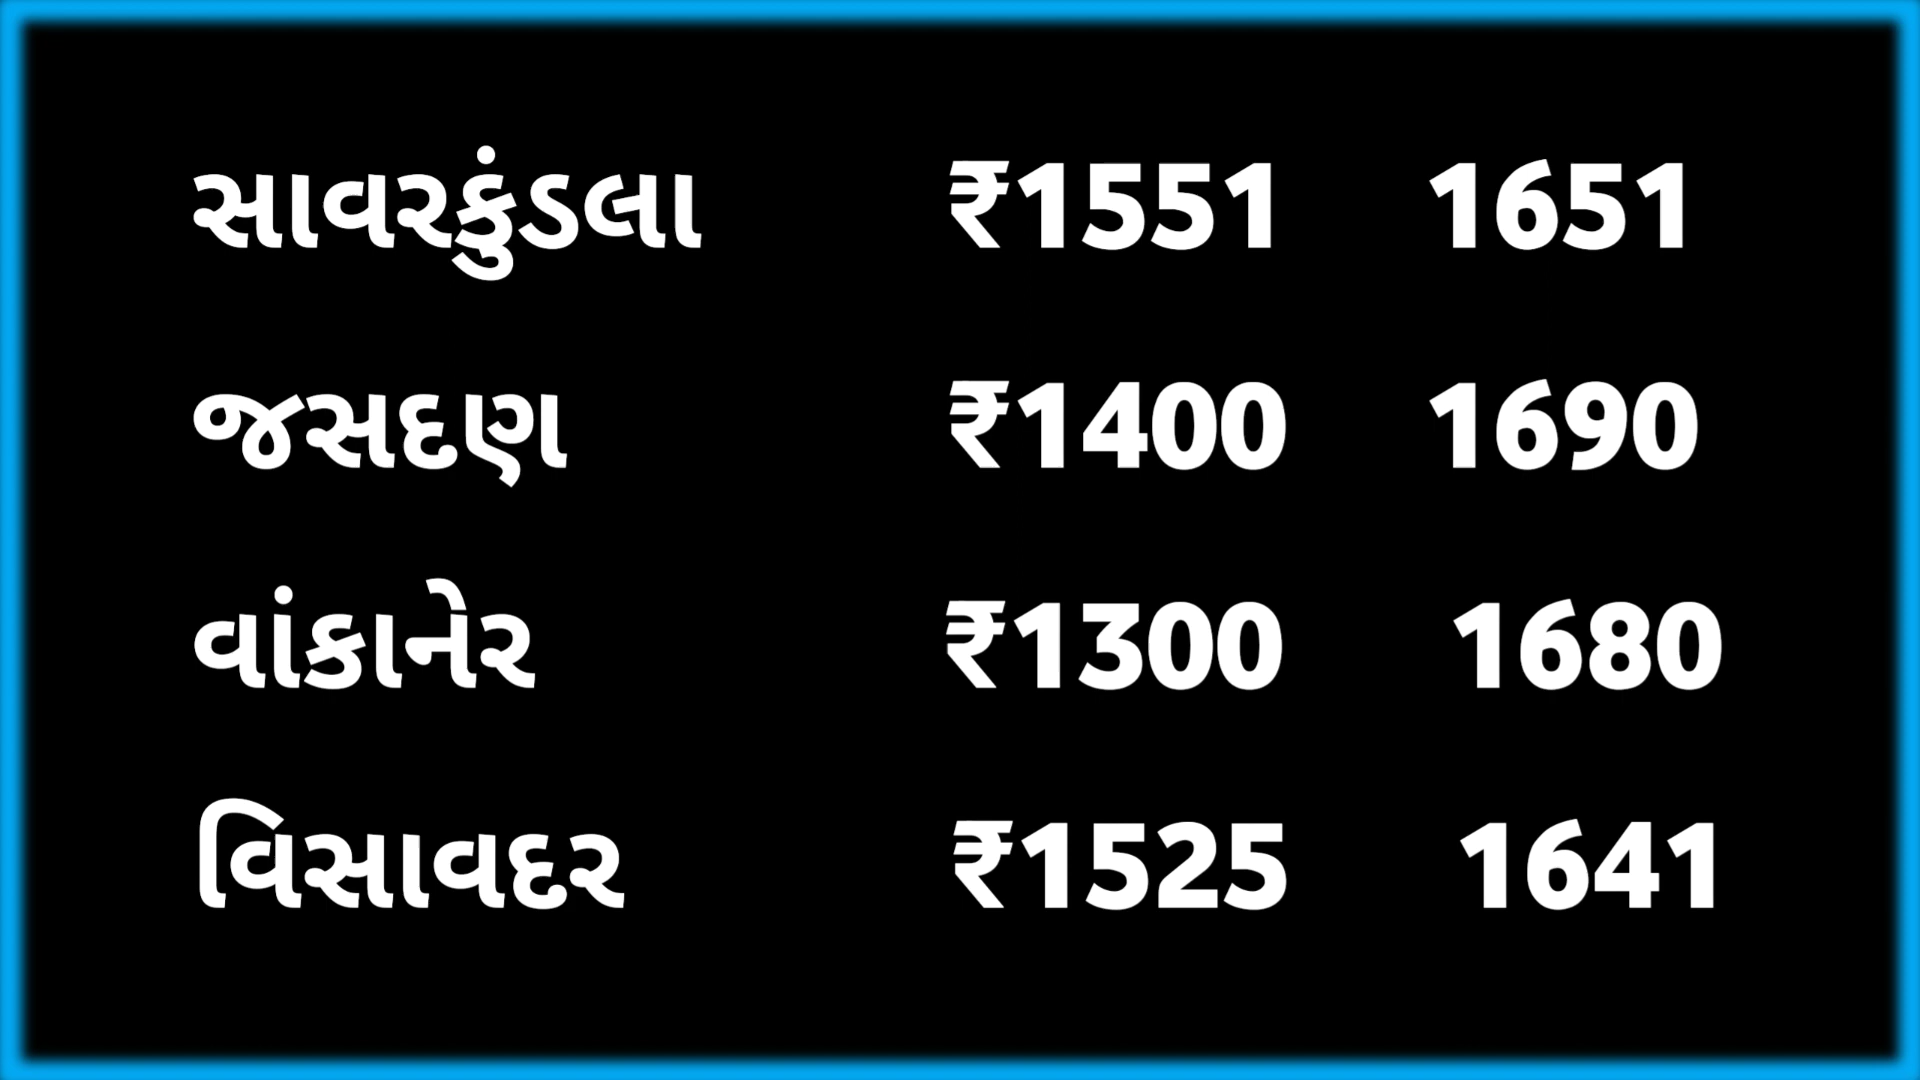 સાવરકુંડલા ₹1551 1651
જસદણ ₹1400 1690
વાંકાનેર ₹1300 1680
વિસાવદર ₹1525 1641